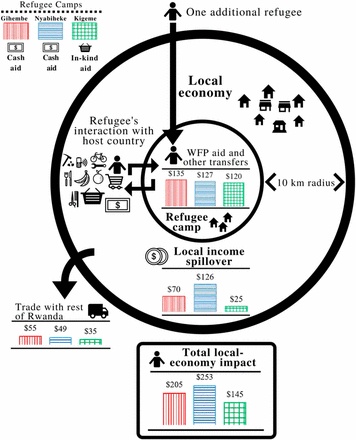 Refugee Camps
Gihembe Nyabiheke Kigeme
$
$
Cash aid
Cash aid
In-kind aid
One additional refugee
Local economy
Refugee's interaction with host country
$
WFP aid and other transfers
$135 $127 $120
Refugee camp
10 km radius
Local income spillover
$70 $126 $25
Trade with rest of Rwanda
$55 $49 $35
Total local-economy impact
$205 $253 $145